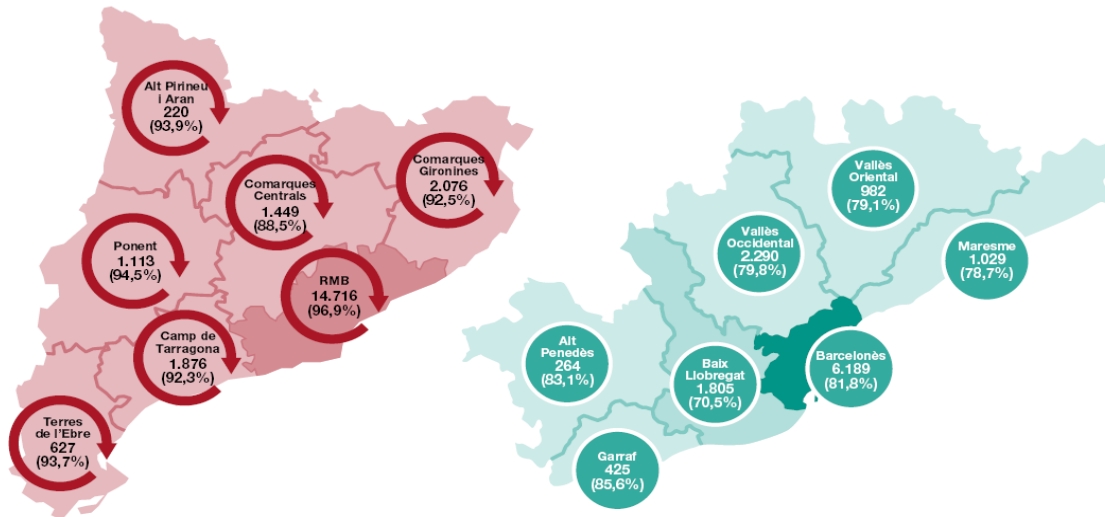 Alt Pirineu
i Aran
220
(93,9%)
Comarques
Gironines
2.076
(92,5%)
Comarques
Centrals
1.449
(88,5%)
Ponent
1.113
(94,5%)
RMB
14.716
(96,9%)
Camp de
Tarragona
1.876
(92,3%)
Terres
de l'Ebre
627
(93,7%)
Vallès
Oriental
982
(79,1%)
Vallès
Occidental
2.290
(79,8%)
Maresme
1.029
(78,7%)
Alt
Penedès
264
(83,1%)
Baix
Llobregat
1.805
(70,5%)
Barcelonès
6.189
(81,8%)
Garraf
425
(85,6%)